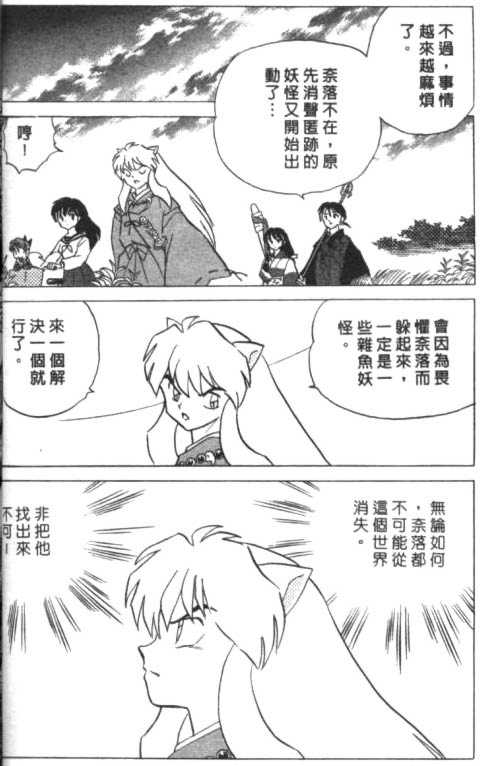 不過，事情
越來越麻煩
了。
奈落不在，原
先消聲匿跡的
妖怪又開始出
動了…
哼！
會因為畏
懼奈落而
躲起來，
一定是一
些雜魚妖
怪。
來一個解
決一個就
行了。
無論如何
，奈落都
不可能從
這個世界
消失。
非把他
找出來
不可！